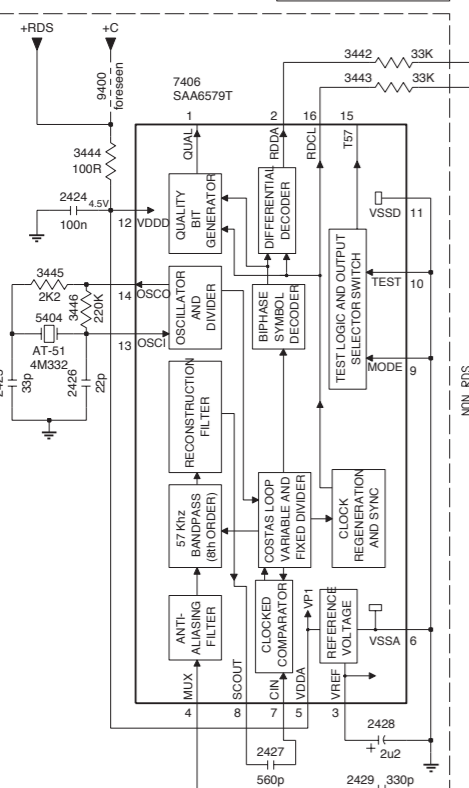 +RDS
+C
9400
foreseen
3442
33K
3443
33K
7406
SAA6579T
1
2
16
15
QUAL
RDDA
RDCL
T57
3444
100R
2424
4.5V
100n
12
VDDD
QUALITY
BIT
GENERATOR
DIFFERENTIAL
DECODER
VSSD
11
3445
2K2
3446
220K
14
OSCO
OSCILLATOR
AND
DIVIDER
BIPHASE
SYMBOL
DECODER
TEST LOGIC AND OUTPUT
SELECTOR SWITCH
TEST
10
5404
AT-51
4M332
13
OSCI
MODE
9
33p
2426
22p
NON RDS
RECONSTRUCTION
FILTER
57 Khz
BANDPASS
(8th ORDER)
COSTAS LOOP
VARIABLE AND
FIXED DIVIDER
CLOCK
REGENERATION
AND SYNC
ANTI-
ALIASING
FILTER
CLOCKED
COMPARATOR
VP1
REFERENCE
VOLTAGE
VSSA
6
MUX
SCOUT
CIN
VDDA
VREF
4
8
7
5
3
2427
560p
2428
+
2u2
2429
330p